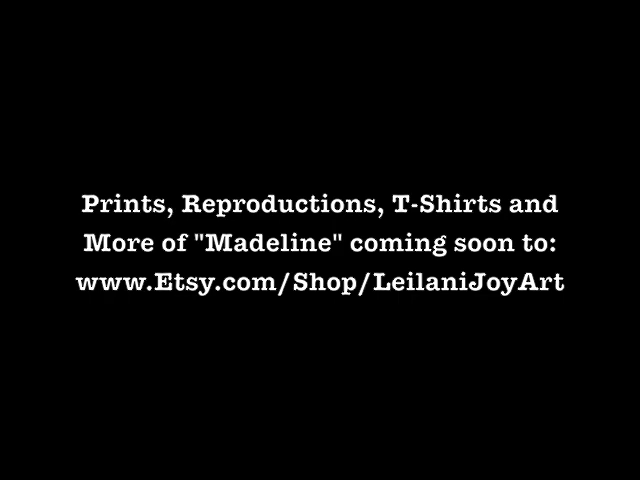 Prints, Reproductions, T-Shirts and
More of "Madeline" coming soon to:
www.Etsy.com/Shop/LeilaniJoyArt